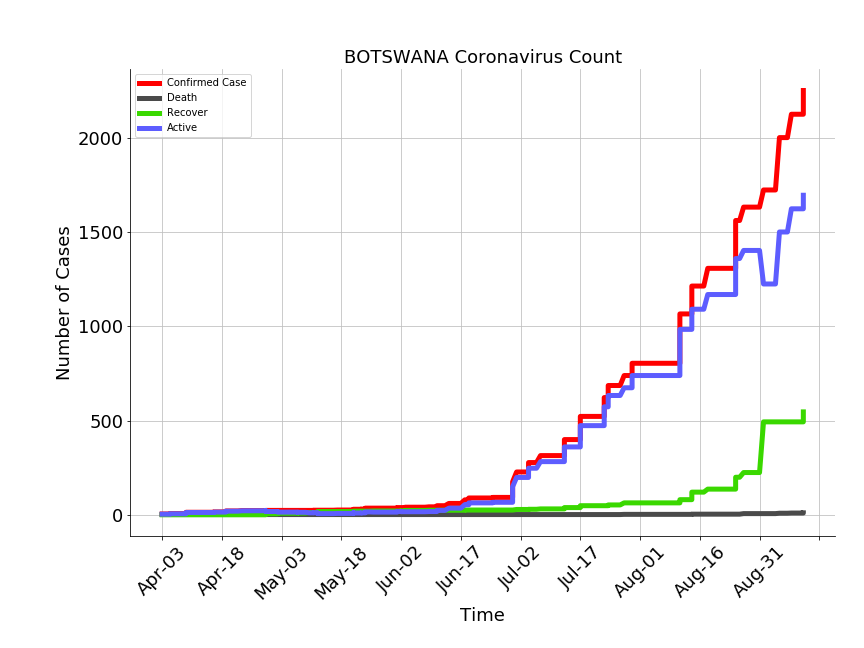 BOTSWANA Coronavirus Count
Confirmed Case
Death
Recover
Active
2000
1500
1000
500
0
Number of Cases
Apr-03
Apr-18
May-03
May-18
Jun-02
Jun-17
Jul-02
Jul-17
Aug-01
Aug-16
Aug-31
Time